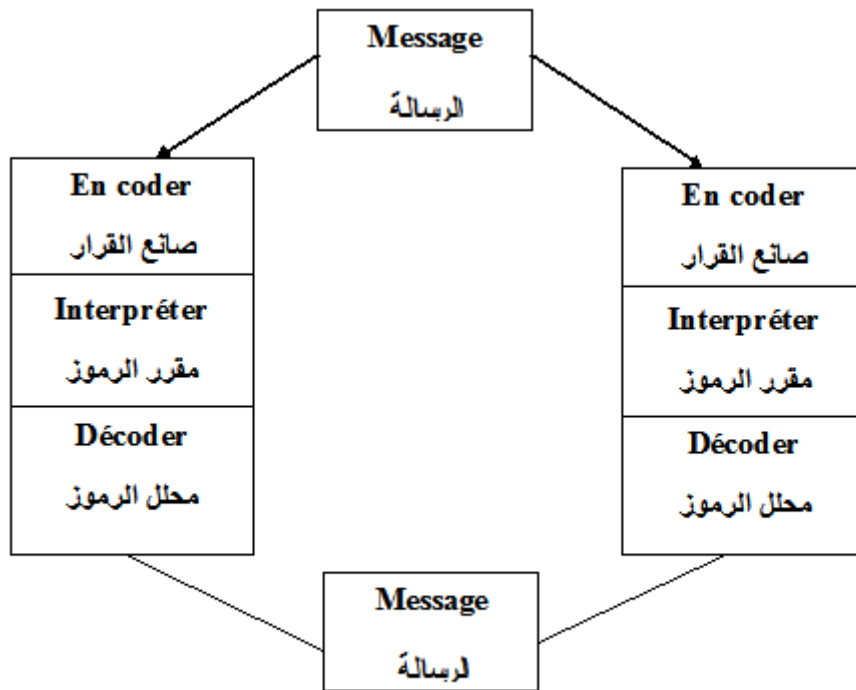 Message
الرسالة
En coder
صانع القرار
Interpréter
مقرر الرموز
Décoder
محلل الرموز
En coder
صانع القرار
Interpréter
مقرر الرموز
Décoder
محلل الرموز
Message
الرسالة